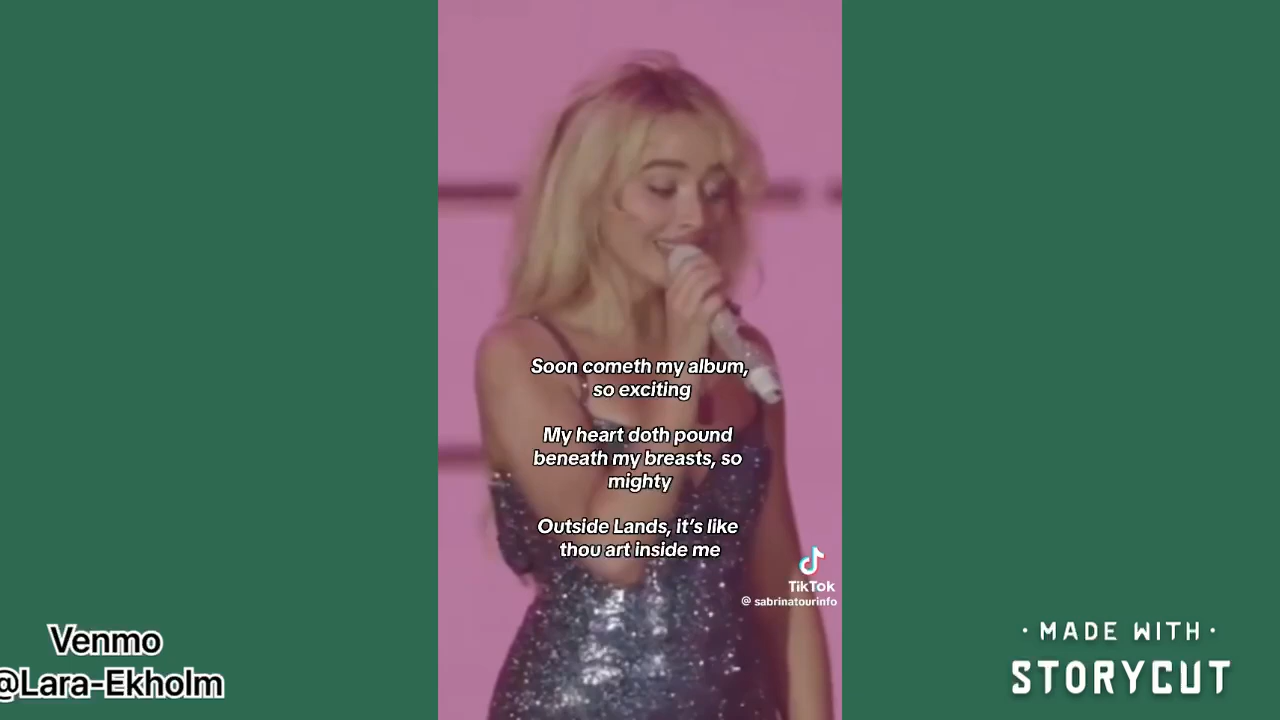 Soon cometh my album,
so exciting
My heart doth pound
beneath my breasts, so
mighty
Outside Lands, it's like
thou art inside me
TikTok
@ sabrinatourinfo
Venmo
@Lara-Ekholm
· MADE WITH ·
STORYCUT